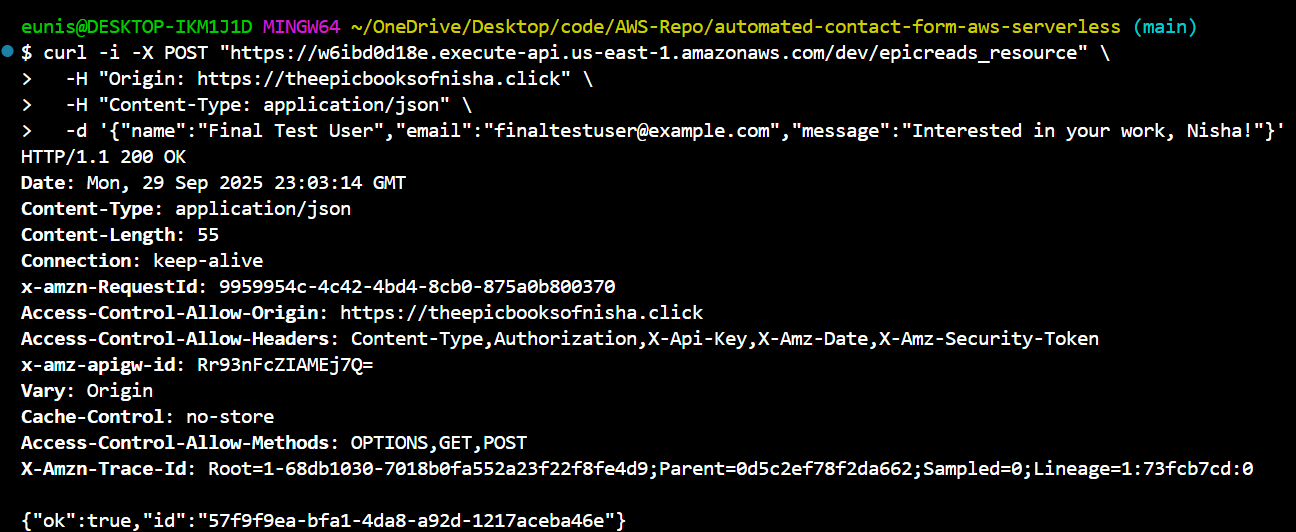 eunis@DESKTOP-IKM1J1D MINGW64 ~/OneDrive/Desktop/code/AWS-Repo/automated-contact-form-aws-serverless (main)
$ curl -i -X POST "https://w6ibd0d18e.execute-api.us-east-1.amazonaws.com/dev/epicreads_resource" \
>   -H "Origin: https://theepicbooksofnisha.click" \
>   -H "Content-Type: application/json" \
>   -d '{"name":"Final Test User","email":"finaltestuser@example.com","message":"Interested in your work, Nisha!"}'
HTTP/1.1 200 OK
Date: Mon, 29 Sep 2025 23:03:14 GMT
Content-Type: application/json
Content-Length: 55
Connection: keep-alive
x-amzn-RequestId: 9959954c-4c42-4bd4-8cb0-875a0b800370
Access-Control-Allow-Origin: https://theepicbooksofnisha.click
Access-Control-Allow-Headers: Content-Type,Authorization,X-Api-Key,X-Amz-Date,X-Amz-Security-Token
x-amz-apigw-id: Rr93nFcZIAMEj7Q=
Vary: Origin
Cache-Control: no-store
Access-Control-Allow-Methods: OPTIONS,GET,POST
X-Amzn-Trace-Id: Root=1-68db1030-7018b0fa552a23f22f8fe4d9;Parent=0d5c2ef78f2da662;Sampled=0;Lineage=1:73fcb7cd:0

{"ok":true,"id":"57f9f9ea-bfa1-4da8-a92d-1217aceba46e"}